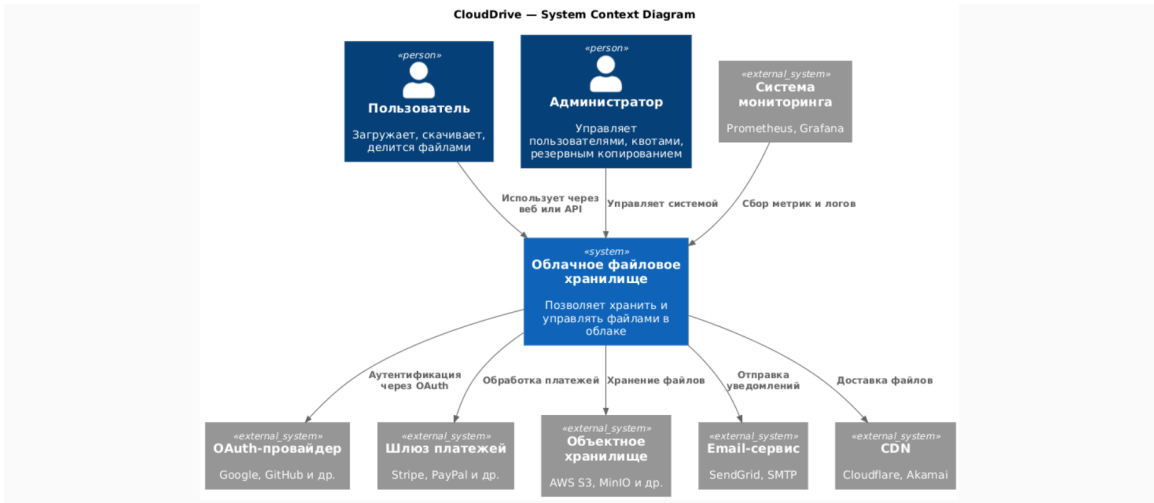 CloudDrive — System Context Diagram
«person»
Пользователь
Загружает, скачивает,
делится файлами
«person»
Администратор
Управляет
пользователями, квотами,
резервным копированием
«external_system»
Система
мониторинга
Prometheus, Grafana
Использует через
веб или API
Управляет системой
Сбор метрик и логов
«system»
Облачное файловое
хранилище
Позволяет хранить и
управлять файлами в
облаке
Аутентификация
через OAuth
Обработка платежей
Хранение файлов
Отправка
уведомлений
Доставка файлов
«external_system»
OAuth-провайдер
Google, GitHub и др.
«external_system»
Шлюз платежей
Stripe, PayPal и др.
«external_system»
Объектное
хранилище
AWS S3, MinIO и др.
«external_system»
Email-сервис
SendGrid, SMTP
«external_system»
CDN
Cloudflare, Akamai